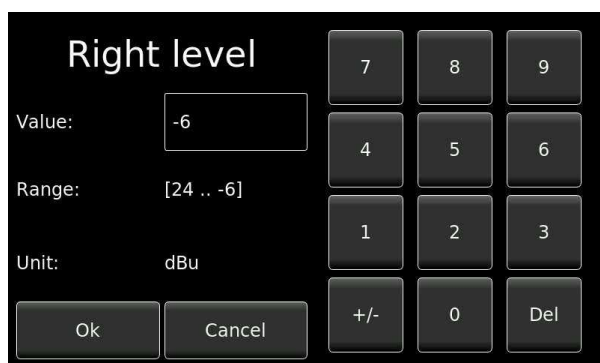 Right level
Value: -6
Range: [24 .. -6]
Unit: dBu
Ok Cancel
7 8 9
4 5 6
1 2 3
+/- 0 Del